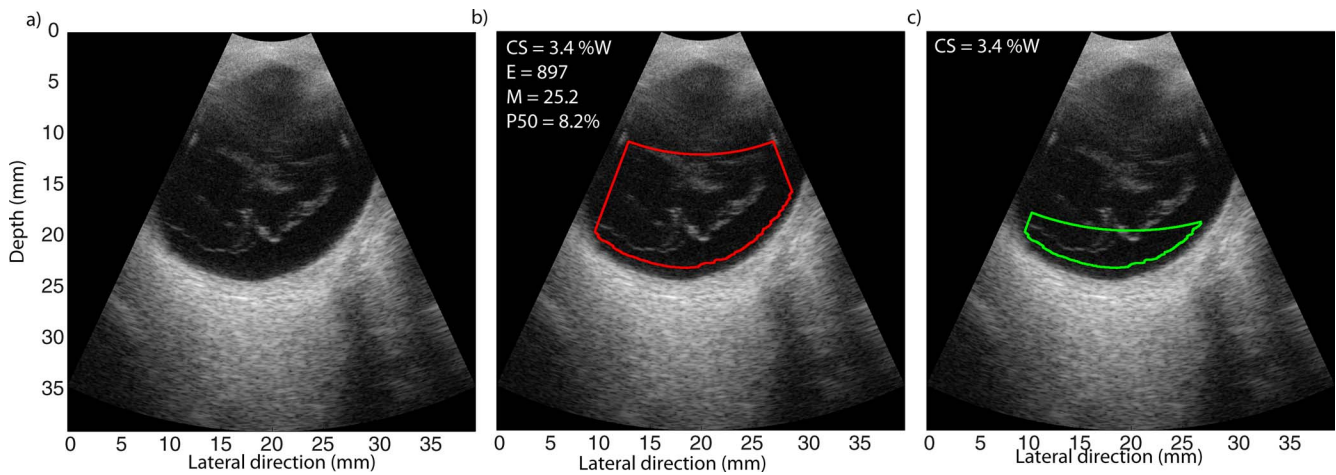 a)
0
5
10
15
20
25
30
35
Depth (mm)
0 5 10 15 20 25 30 35
Lateral direction (mm)
b)
CS = 3.4 %W
E = 897
M = 25.2
P50 = 8.2%
0 5 10 15 20 25 30 35
Lateral direction (mm)
c)
CS = 3.4 %W
0 5 10 15 20 25 30 35
Lateral direction (mm)